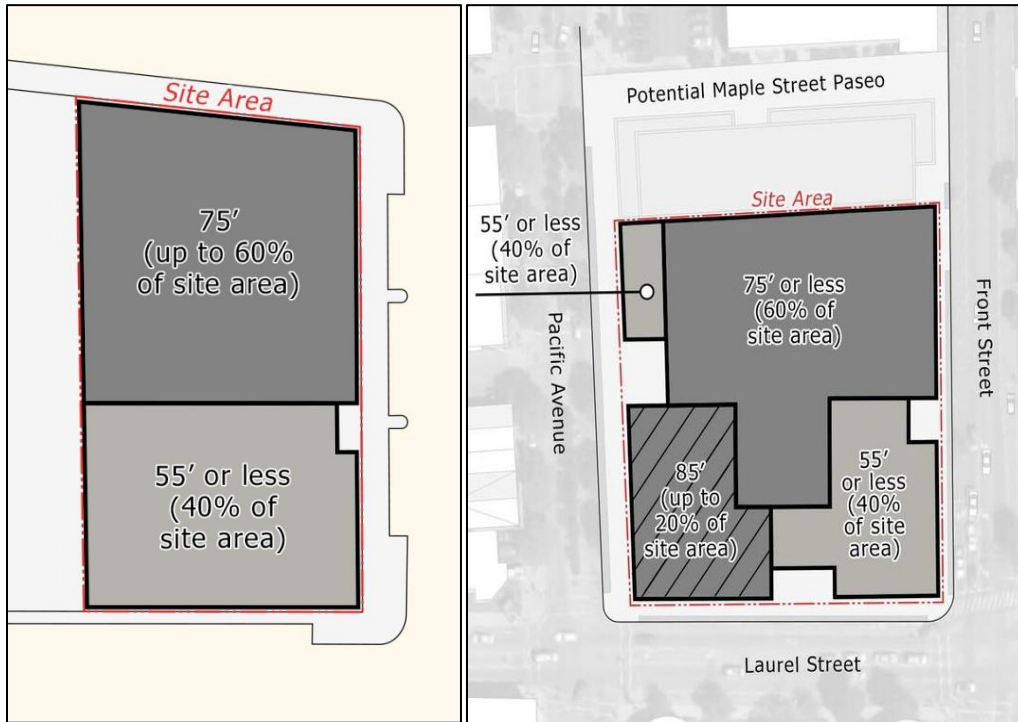 Site Area
75’
(up to 60%
of site area)
55’ or less
(40% of
site area)
Potential Maple Street Paseo
Site Area
55’ or less
(40% of
site area)
75’ or less
(60% of
site area)
Pacific Avenue
Front Street
85’
(up to
20% of
site area)
55’
or less
(40%
of site
area)
Laurel Street